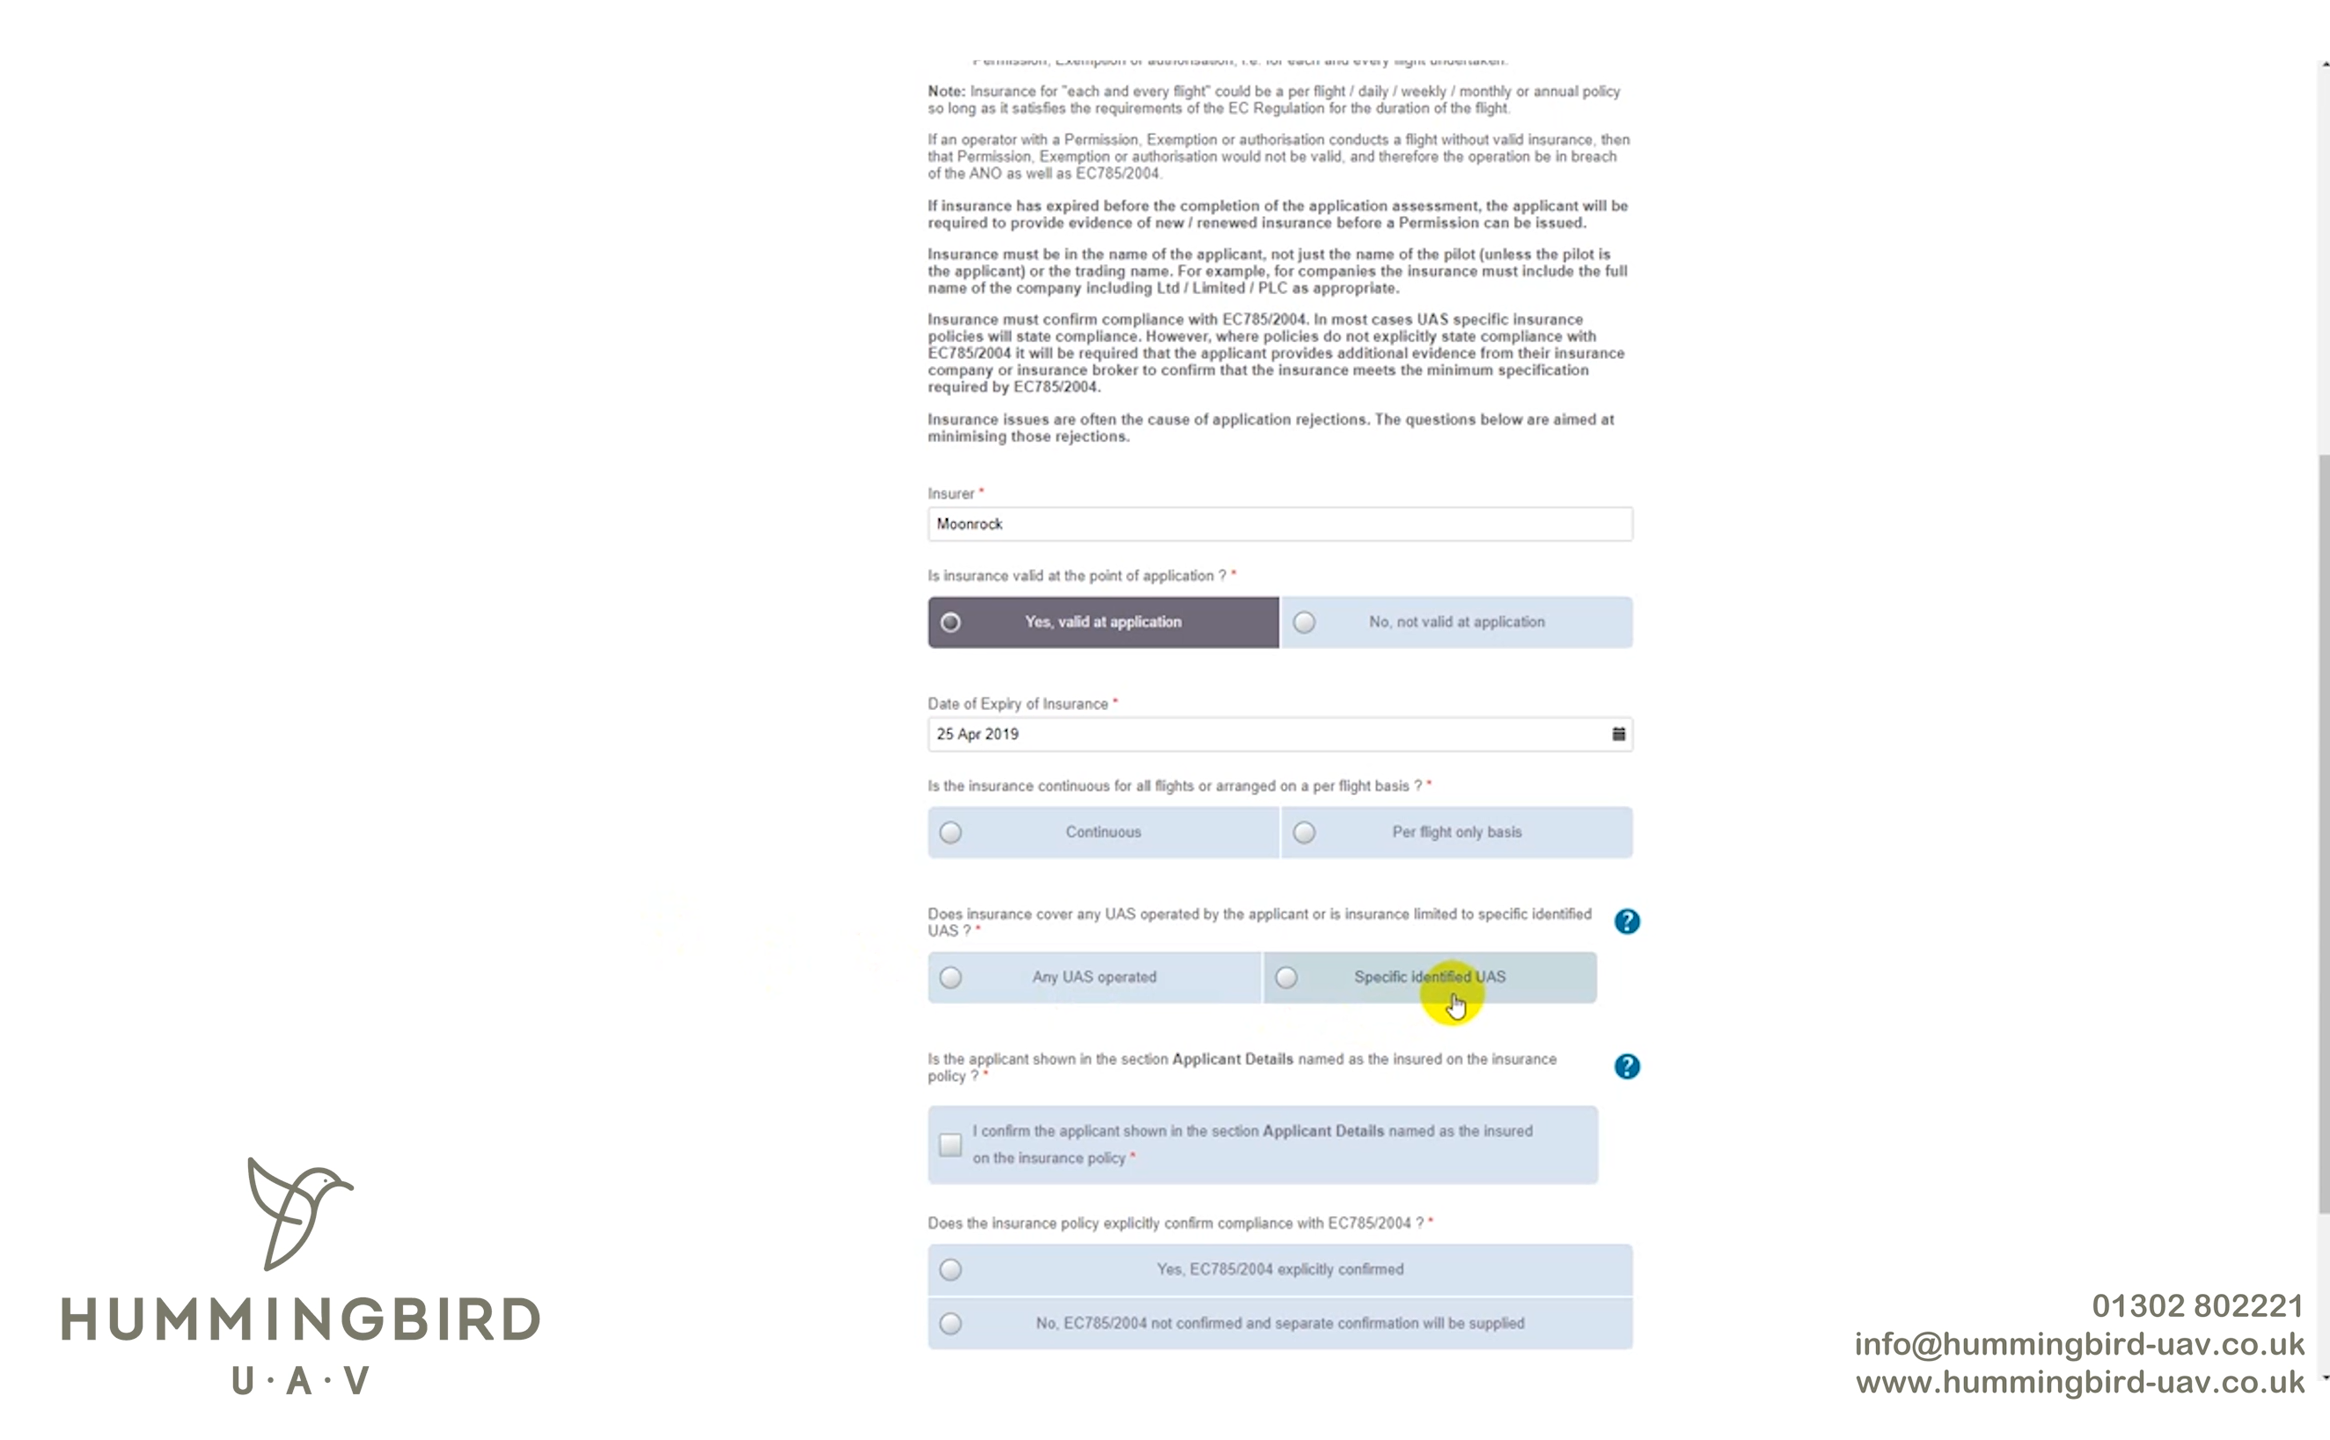 Permission, Exemption or authorisation, i.e. for each and every flight undertaken.
Note: Insurance for "each and every flight" could be a per flight / daily / weekly / monthly or annual policy
so long as it satisfies the requirements of the EC Regulation for the duration of the flight.
If an operator with a Permission, Exemption or authorisation conducts a flight without valid insurance, then
that Permission, Exemption or authorisation would not be valid, and therefore the operation be in breach
of the ANO as well as EC785/2004.
If insurance has expired before the completion of the application assessment, the applicant will be
required to provide evidence of new / renewed insurance before a Permission can be issued.
Insurance must be in the name of the applicant, not just the name of the pilot (unless the pilot is
the applicant) or the trading name. For example, for companies the insurance must include the full
name of the company including Ltd / Limited / PLC as appropriate.
Insurance must confirm compliance with EC785/2004. In most cases UAS specific insurance
policies will state compliance. However, where policies do not explicitly state compliance with
EC785/2004 it will be required that the applicant provides additional evidence from their insurance
company or insurance broker to confirm that the insurance meets the minimum specification
required by EC785/2004.
Insurance issues are often the cause of application rejections. The questions below are aimed at
minimising those rejections.
Insurer *
Moonrock
Is insurance valid at the point of application ? *
Yes, valid at application
No, not valid at application
Date of Expiry of Insurance *
25 Apr 2019
Is the insurance continuous for all flights or arranged on a per flight basis ? *
Continuous
Per flight only basis
Does insurance cover any UAS operated by the applicant or is insurance limited to specific identified
UAS ? *
?
Any UAS operated
Specific identified UAS
Is the applicant shown in the section Applicant Details named as the insured on the insurance
policy ? *
?
I confirm the applicant shown in the section Applicant Details named as the insured
on the insurance policy *
Does the insurance policy explicitly confirm compliance with EC785/2004 ? *
Yes, EC785/2004 explicitly confirmed
No, EC785/2004 not confirmed and separate confirmation will be supplied
HUMMINGBIRD
U·A·V
01302 802221
info@hummingbird-uav.co.uk
www.hummingbird-uav.co.uk